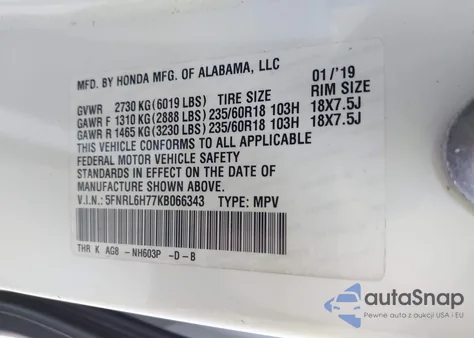 MFD. BY HONDA MFG. OF ALABAMA, LLC
01/'19
GVWR 2730 KG(6019 LBS) TIRE SIZE RIM SIZE
GAWR F 1310 KG(2888 LBS) 235/60R18 103H 18X7.5J
GAWR R 1465 KG(3230 LBS) 235/60R18 103H 18X7.5J
THIS VEHICLE CONFORMS TO ALL APPLICABLE
FEDERAL MOTOR VEHICLE SAFETY
STANDARDS IN EFFECT ON THE DATE OF
MANUFACTURE SHOWN ABOVE.
V.I.N.: 5FNRL6H77KB066343 TYPE: MPV
THR K AG8 -NH603P -D-B
autoSnap
Pewne auta z aukcji USA i EU